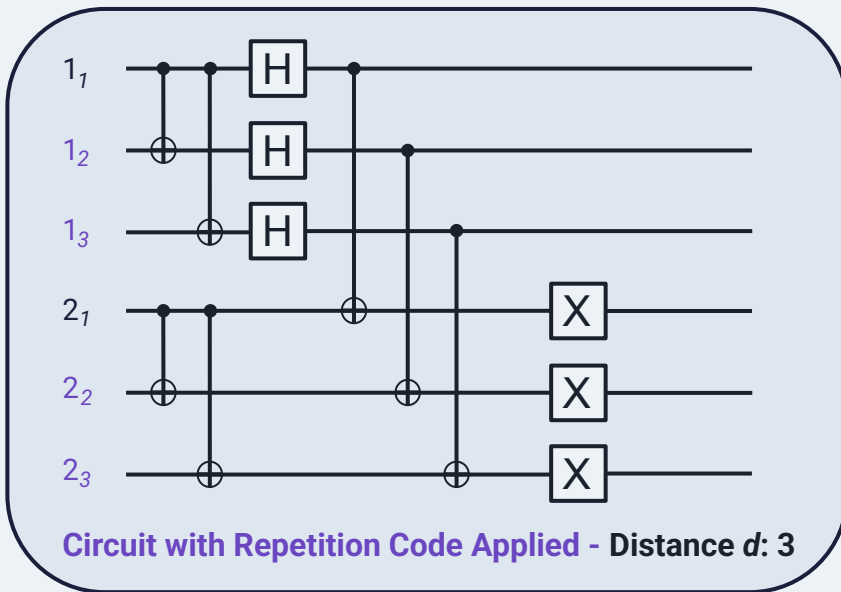 1₁
H
1₂
H
1₃
H
2₁
X
2₂
X
2₃
X
Circuit with Repetition Code Applied - Distance d: 3